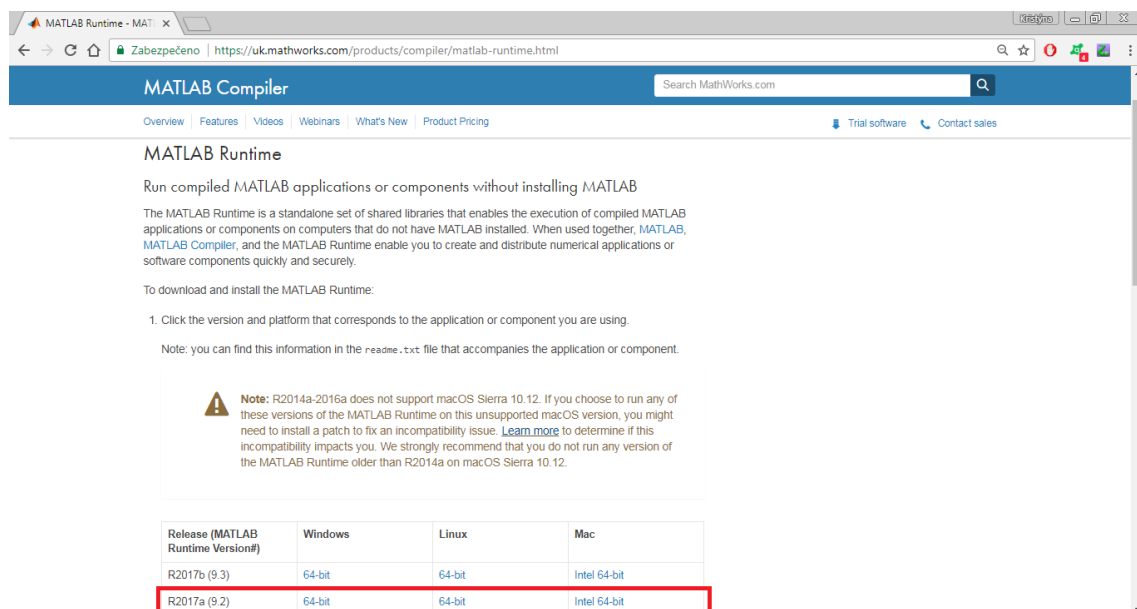 MATLAB Runtime - MAT
Kristýna
Zabezpečeno | https://uk.mathworks.com/products/compiler/matlab-runtime.html
4
MATLAB Compiler
Search MathWorks.com
Overview Features Videos Webinars What's New Product Pricing
Trial software Contact sales
MATLAB Runtime
Run compiled MATLAB applications or components without installing MATLAB
The MATLAB Runtime is a standalone set of shared libraries that enables the execution of compiled MATLAB
applications or components on computers that do not have MATLAB installed. When used together, MATLAB,
MATLAB Compiler, and the MATLAB Runtime enable you to create and distribute numerical applications or
software components quickly and securely.
To download and install the MATLAB Runtime:
1. Click the version and platform that corresponds to the application or component you are using.
Note: you can find this information in the readme.txt file that accompanies the application or component.
Note: R2014a-2016a does not support macOS Sierra 10.12. If you choose to run any of
these versions of the MATLAB Runtime on this unsupported macOS version, you might
need to install a patch to fix an incompatibility issue. Learn more to determine if this
incompatibility impacts you. We strongly recommend that you do not run any version of
the MATLAB Runtime older than R2014a on macOS Sierra 10.12.
Release (MATLAB Windows Linux Mac
Runtime Version#)
R2017b (9.3) 64-bit 64-bit Intel 64-bit
R2017a (9.2) 64-bit 64-bit Intel 64-bit